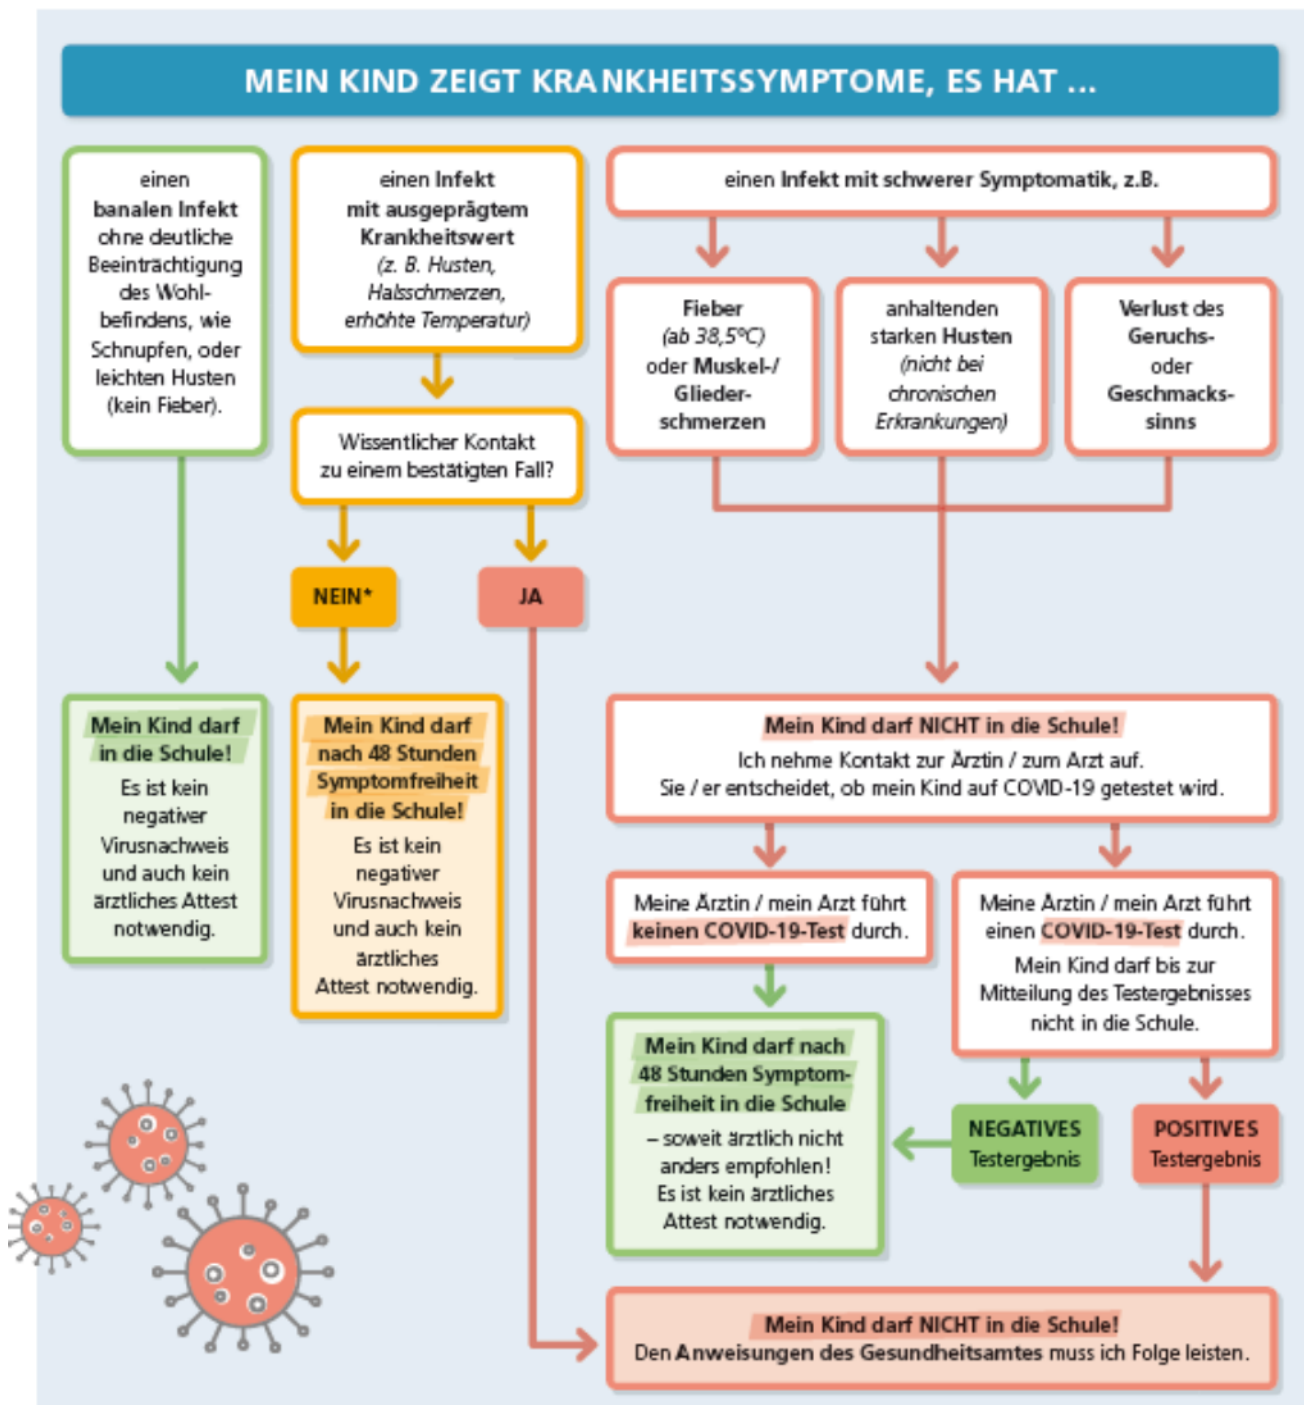 MEIN KIND ZEIGT KRANKHEITSSYMPTOME, ES HAT ...
einen
banalen Infekt
ohne deutliche
Beeinträchtigung
des Wohl-
befindens, wie
Schnupfen, oder
leichten Husten
(kein Fieber).
einen Infekt
mit ausgeprägtem
Krankheitswert
(z. B. Husten,
Halsschmerzen,
erhöhte Temperatur)
einen Infekt mit schwerer Symptomatik, z.B.
Fieber
(ab 38,5°C)
oder Muskel-/
Glieder-
schmerzen
anhaltenden
starken Husten
(nicht bei
chronischen
Erkrankungen)
Verlust des
Geruchs-
oder
Geschmacks-
sinns
Wissentlicher Kontakt
zu einem bestätigten Fall?
NEIN*
JA
Mein Kind darf
in die Schule!
Es ist kein
negativer
Virusnachweis
und auch kein
ärztliches Attest
notwendig.
Mein Kind darf
nach 48 Stunden
Symptomfreiheit
in die Schule!
Es ist kein
negativer
Virusnachweis
und auch kein
ärztliches
Attest notwendig.
Mein Kind darf NICHT in die Schule!
Ich nehme Kontakt zur Ärztin / zum Arzt auf.
Sie / er entscheidet, ob mein Kind auf COVID-19 getestet wird.
Meine Ärztin / mein Arzt führt
keinen COVID-19-Test durch.
Meine Ärztin / mein Arzt führt
einen COVID-19-Test durch.
Mein Kind darf bis zur
Mitteilung des Testergebnisses
nicht in die Schule.
Mein Kind darf nach
48 Stunden Symptom-
freiheit in die Schule
– soweit ärztlich nicht
anders empfohlen!
Es ist kein ärztliches
Attest notwendig.
NEGATIVES
Testergebnis
POSITIVES
Testergebnis
Mein Kind darf NICHT in die Schule!
Den Anweisungen des Gesundheitsamtes muss ich Folge leisten.